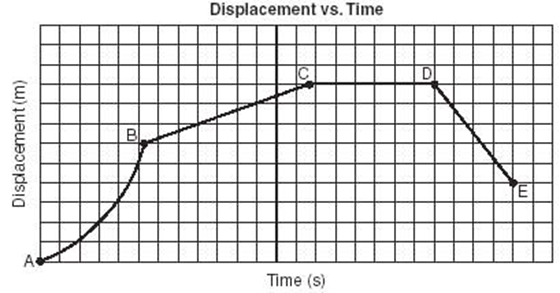 Displacement vs. Time
Displacement (m)
A
B
C
D
E
Time (s)